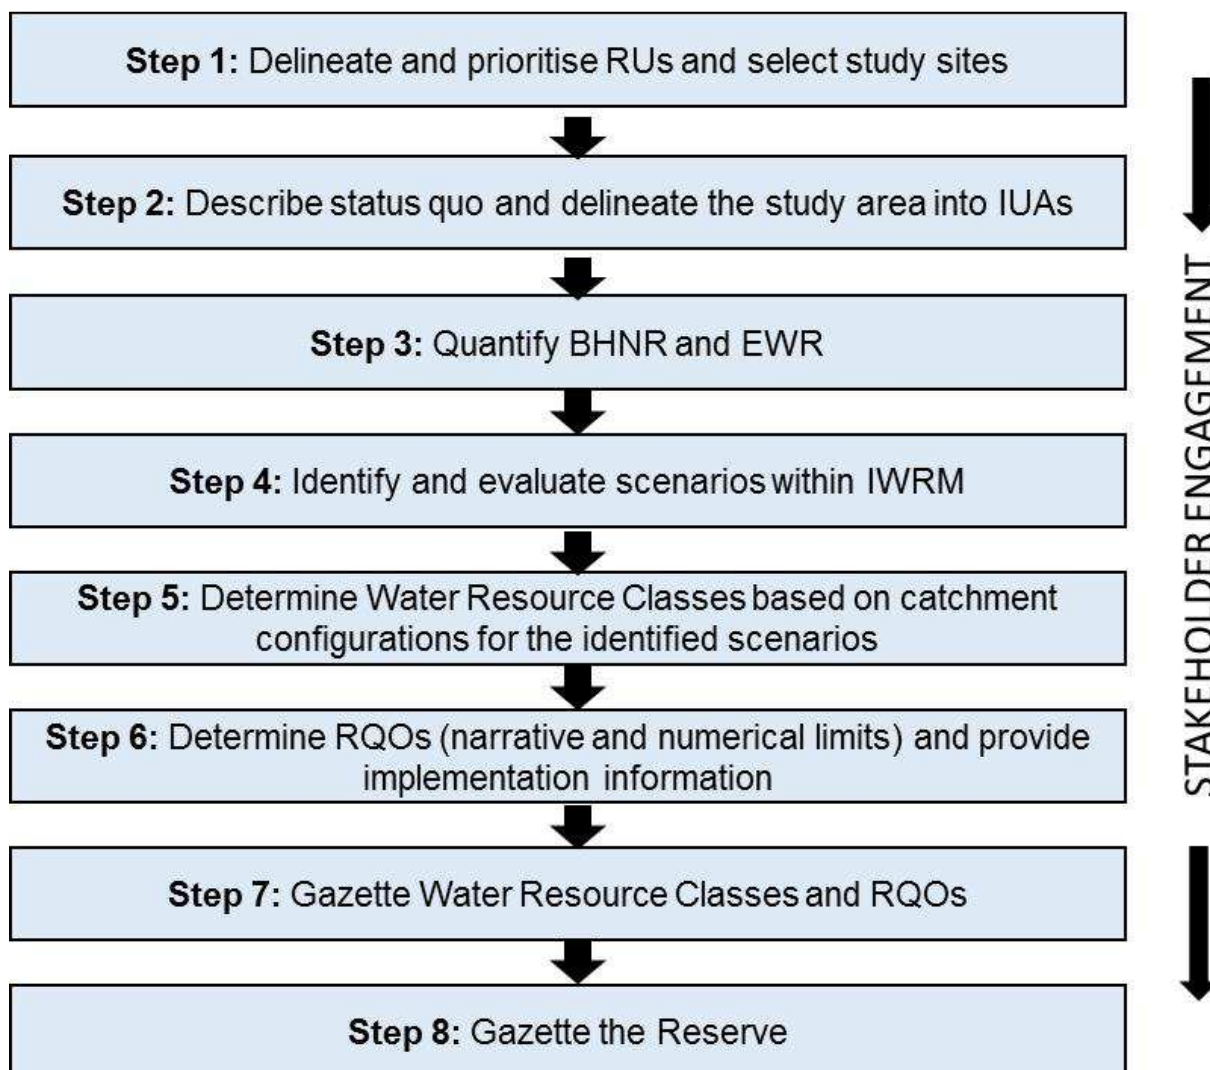 Step 1: Delineate and prioritise RUs and select study sites
Step 2: Describe status quo and delineate the study area into IUAs
Step 3: Quantify BHNR and EWR
Step 4: Identify and evaluate scenarios within IWRM
Step 5: Determine Water Resource Classes based on catchment
configurations for the identified scenarios
Step 6: Determine RQOs (narrative and numerical limits) and provide
implementation information
Step 7: Gazette Water Resource Classes and RQOs
Step 8: Gazette the Reserve
STAKEHOLDER ENGAGEMENT